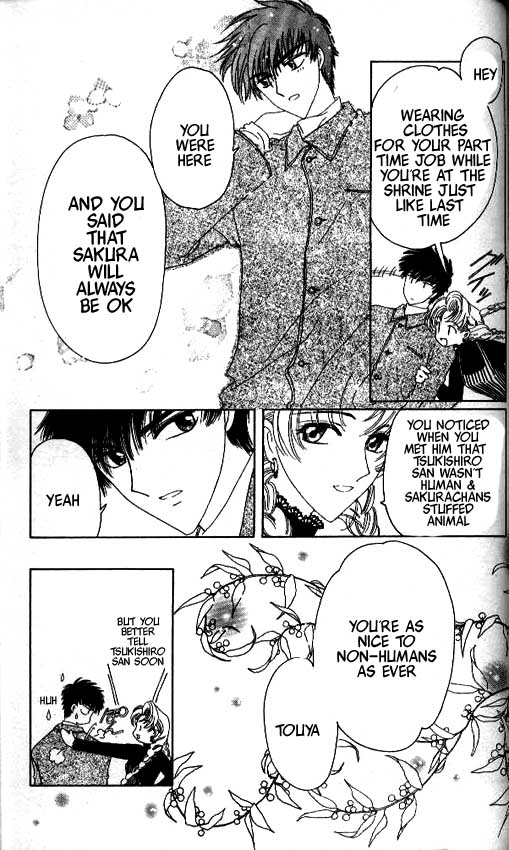 HEY
WEARING
CLOTHES
FOR YOUR PART
TIME JOB WHILE
YOU'RE AT THE
SHRINE JUST
LIKE LAST
TIME
YOU
WERE
HERE
AND YOU
SAID
THAT
SAKURA
WILL
ALWAYS
BE OK
YOU NOTICED
WHEN YOU
MET HIM THAT
TSUKISHIRO
SAN WASN'T
HUMAN &
SAKURACHANS
STUFFED
ANIMAL
YEAH
YOU'RE AS
NICE TO
NON-HUMANS
AS EVER
TOUYA
BUT YOU
BETTER
TELL
TSUKISHIRO
SAN SOON
HUH